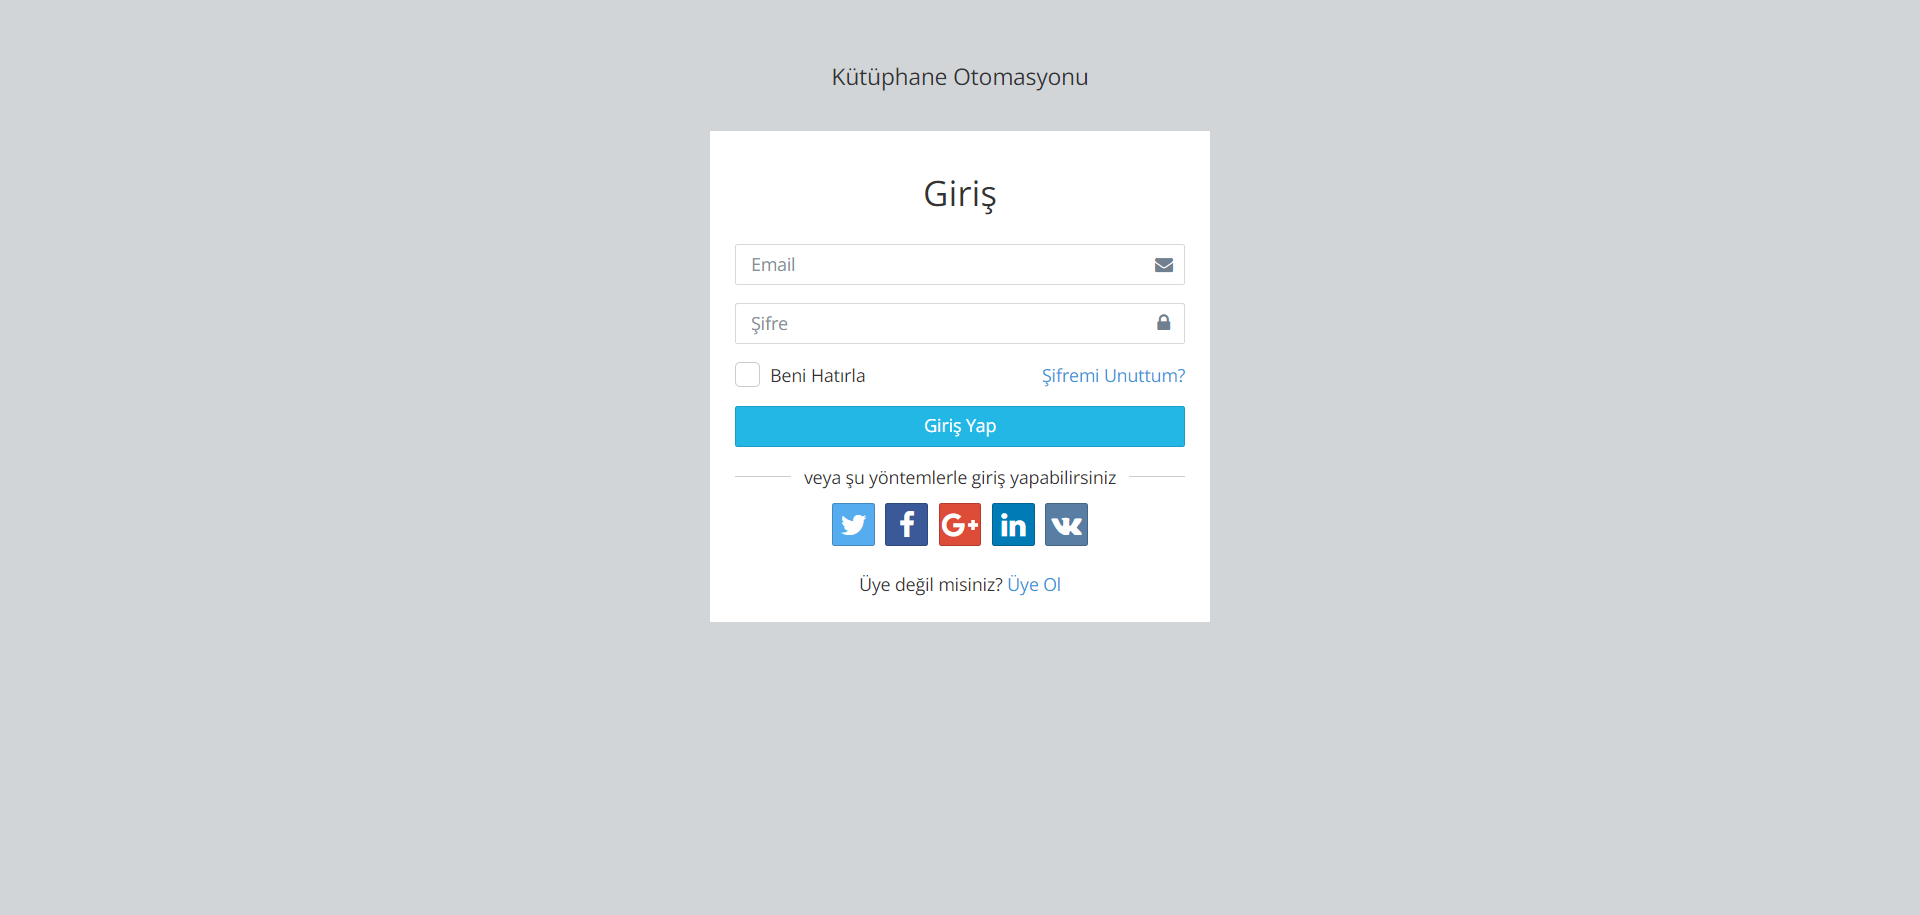 Kütüphane Otomasyonu
Giriş
Email
Şifre
Beni Hatırla Şifremi Unuttum?
Giriş Yap
veya şu yöntemlerle giriş yapabilirsiniz
f G+ in VK
Üye değil misiniz? Üye Ol